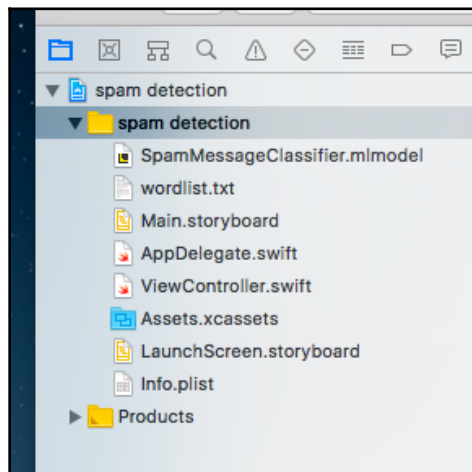 spam detection
spam detection
SpamMessageClassifier.mlmodel
wordlist.txt
Main.storyboard
AppDelegate.swift
ViewController.swift
Assets.xcassets
LaunchScreen.storyboard
Info.plist
Products